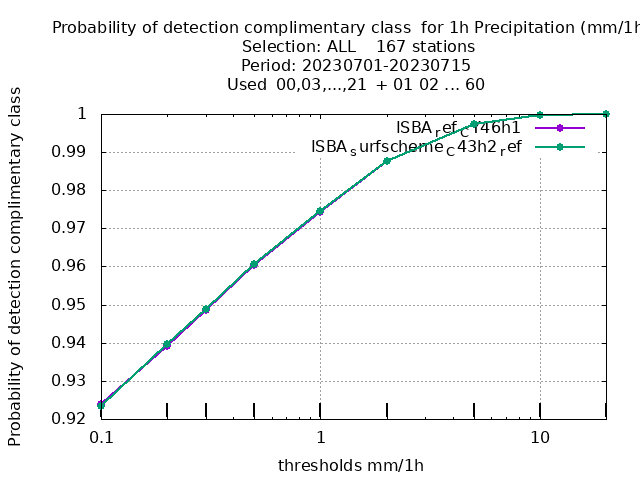 Probability of detection complimentary class for 1h Precipitation (mm/1h
Selection: ALL 167 stations
Period: 20230701-20230715
Used 00,03,...,21 + 01 02 ... 60
Probability of detection complimentary class
1
0.99
0.98
0.97
0.96
0.95
0.94
0.93
0.92
ISBAref_CY46h1
ISBAsurfschemeC43h2ref
0.1 1 10
thresholds mm/1h